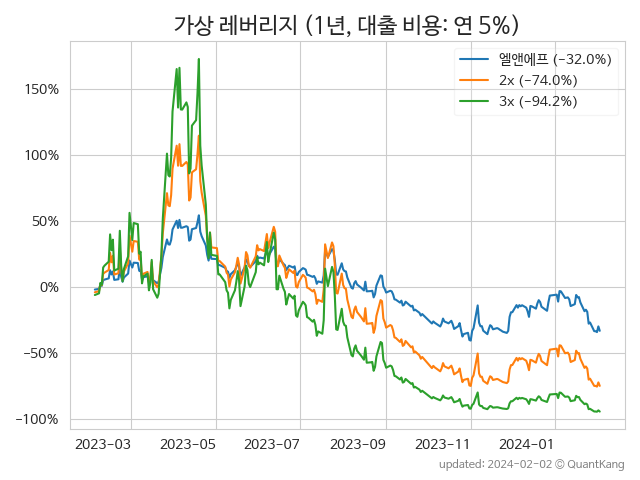 가상 레버리지 (1년, 대출 비용: 연 5%)
엘앤에프 (−32.0%)
2x (−74.0%)
3x (−94.2%)
150%
100%
50%
0%
−50%
−100%
2023-03 2023-05 2023-07 2023-09 2023-11 2024-01
updated: 2024-02-02 © QuantKang